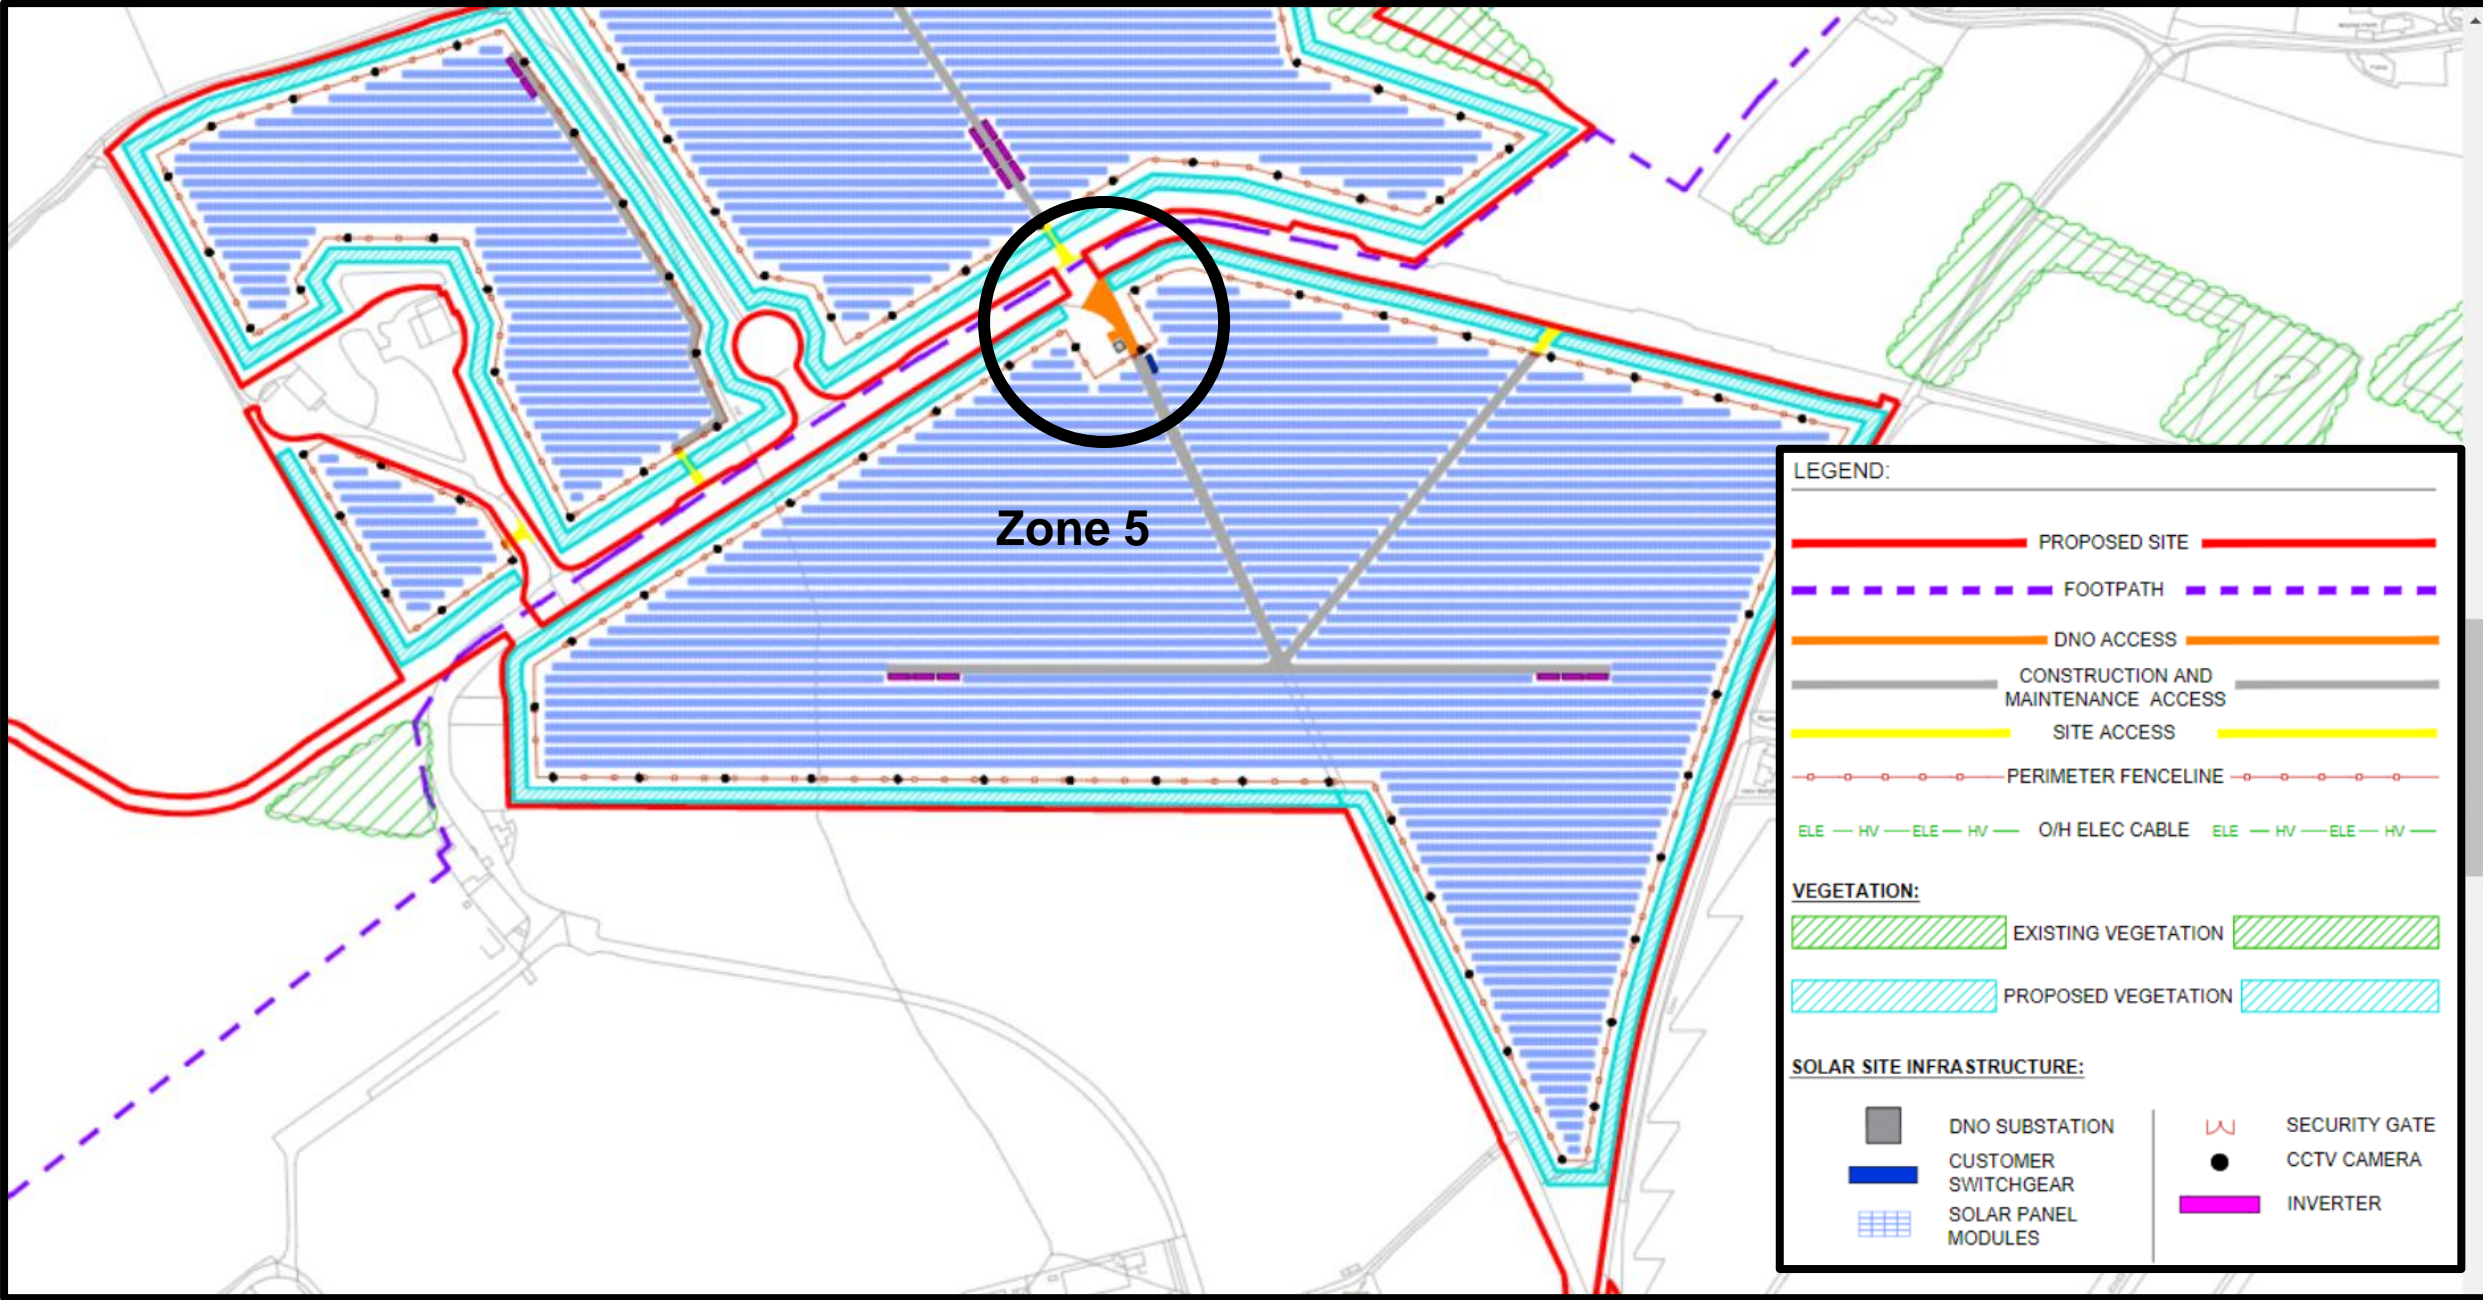 Zone 5
LEGEND:
PROPOSED SITE
FOOTPATH
DNO ACCESS
CONSTRUCTION AND
MAINTENANCE ACCESS
SITE ACCESS
PERIMETER FENCELINE
ELE HV ELE HV O/H ELEC CABLE ELE HV ELE HV
VEGETATION:
EXISTING VEGETATION
PROPOSED VEGETATION
SOLAR SITE INFRASTRUCTURE:
DNO SUBSTATION
CUSTOMER
SWITCHGEAR
SOLAR PANEL
MODULES
SECURITY GATE
CCTV CAMERA
INVERTER